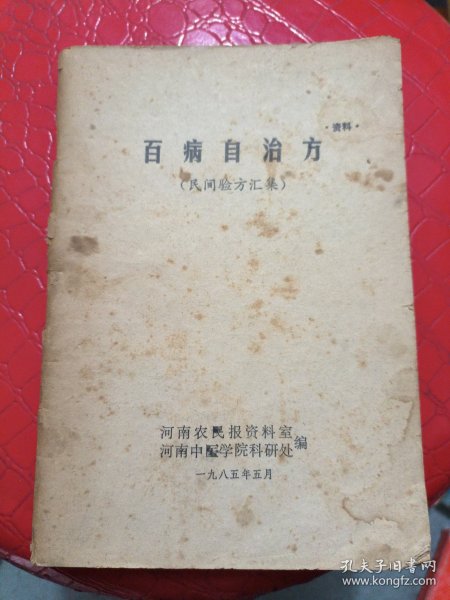 ·资料·
百病自治方
（民间验方汇集）
河南农民报资料室
河南中医学院科研处
编
一九八五年五月
孔夫子旧书网
www.kongfz.com